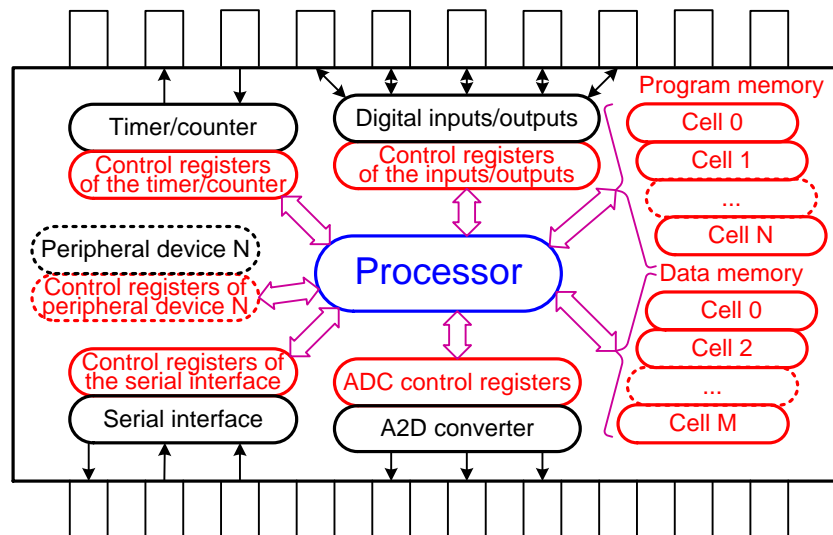 Program memory
Timer/counter
Control registers
of the timer/counter
Digital inputs/outputs
Control registers
of the inputs/outputs
Cell 0
Cell 1
...
Cell N
Peripheral device N
Control registers of
peripheral device N
Processor
Data memory
Cell 0
Cell 2
...
Cell M
Control registers of
the serial interface
Serial interface
ADC control registers
A2D converter